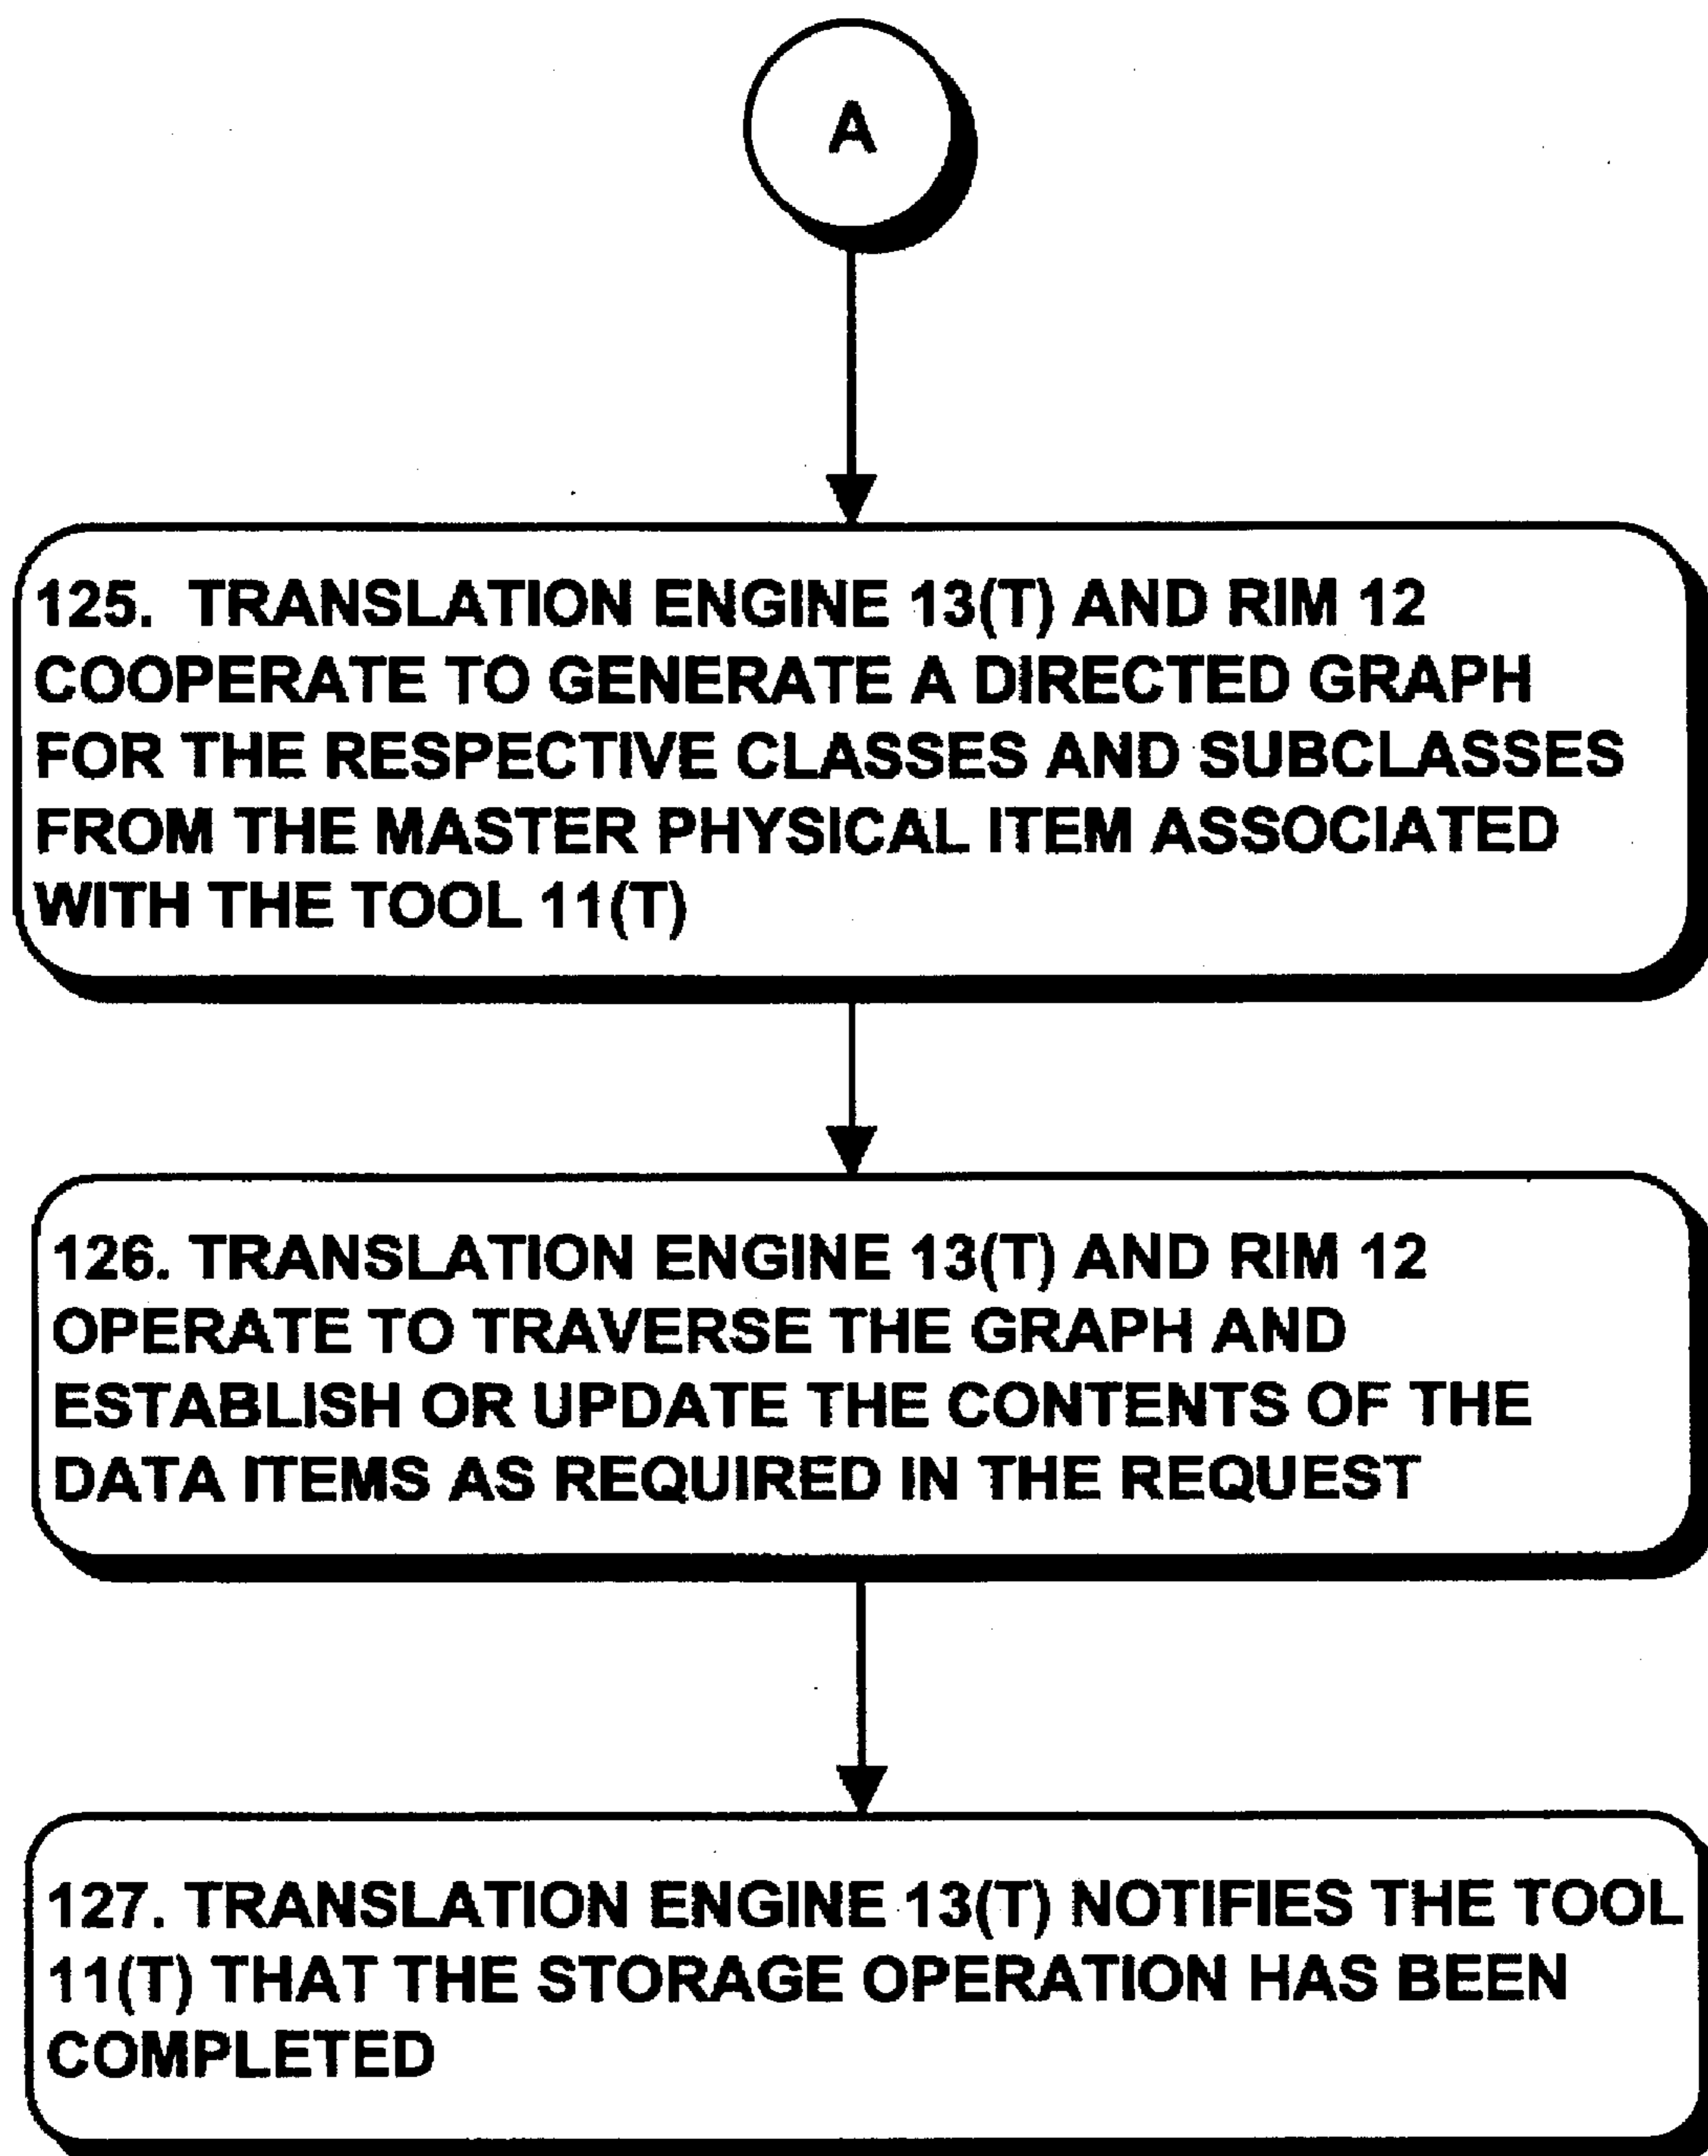 A
125. TRANSLATION ENGINE 13(T) AND RIM 12
COOPERATE TO GENERATE A DIRECTED GRAPH
FOR THE RESPECTIVE CLASSES AND SUBCLASSES
FROM THE MASTER PHYSICAL ITEM ASSOCIATED
WITH THE TOOL 11(T)
126. TRANSLATION ENGINE 13(T) AND RIM 12
OPERATE TO TRAVERSE THE GRAPH AND
ESTABLISH OR UPDATE THE CONTENTS OF THE
DATA ITEMS AS REQUIRED IN THE REQUEST
127. TRANSLATION ENGINE 13(T) NOTIFIES THE TOOL
11(T) THAT THE STORAGE OPERATION HAS BEEN
COMPLETED